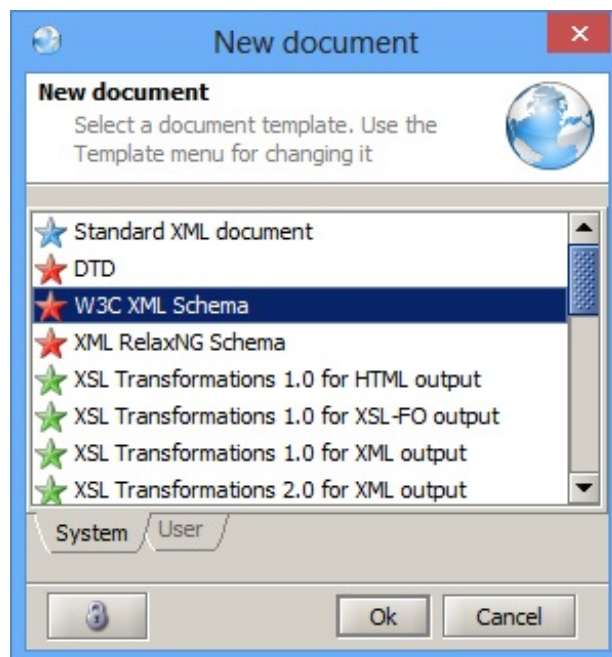 New document
New document
Select a document template. Use the
Template menu for changing it
Standard XML document
DTD
W3C XML Schema
XML RelaxNG Schema
XSL Transformations 1.0 for HTML output
XSL Transformations 1.0 for XSL-FO output
XSL Transformations 1.0 for XML output
XSL Transformations 2.0 for XML output
System User
Ok Cancel